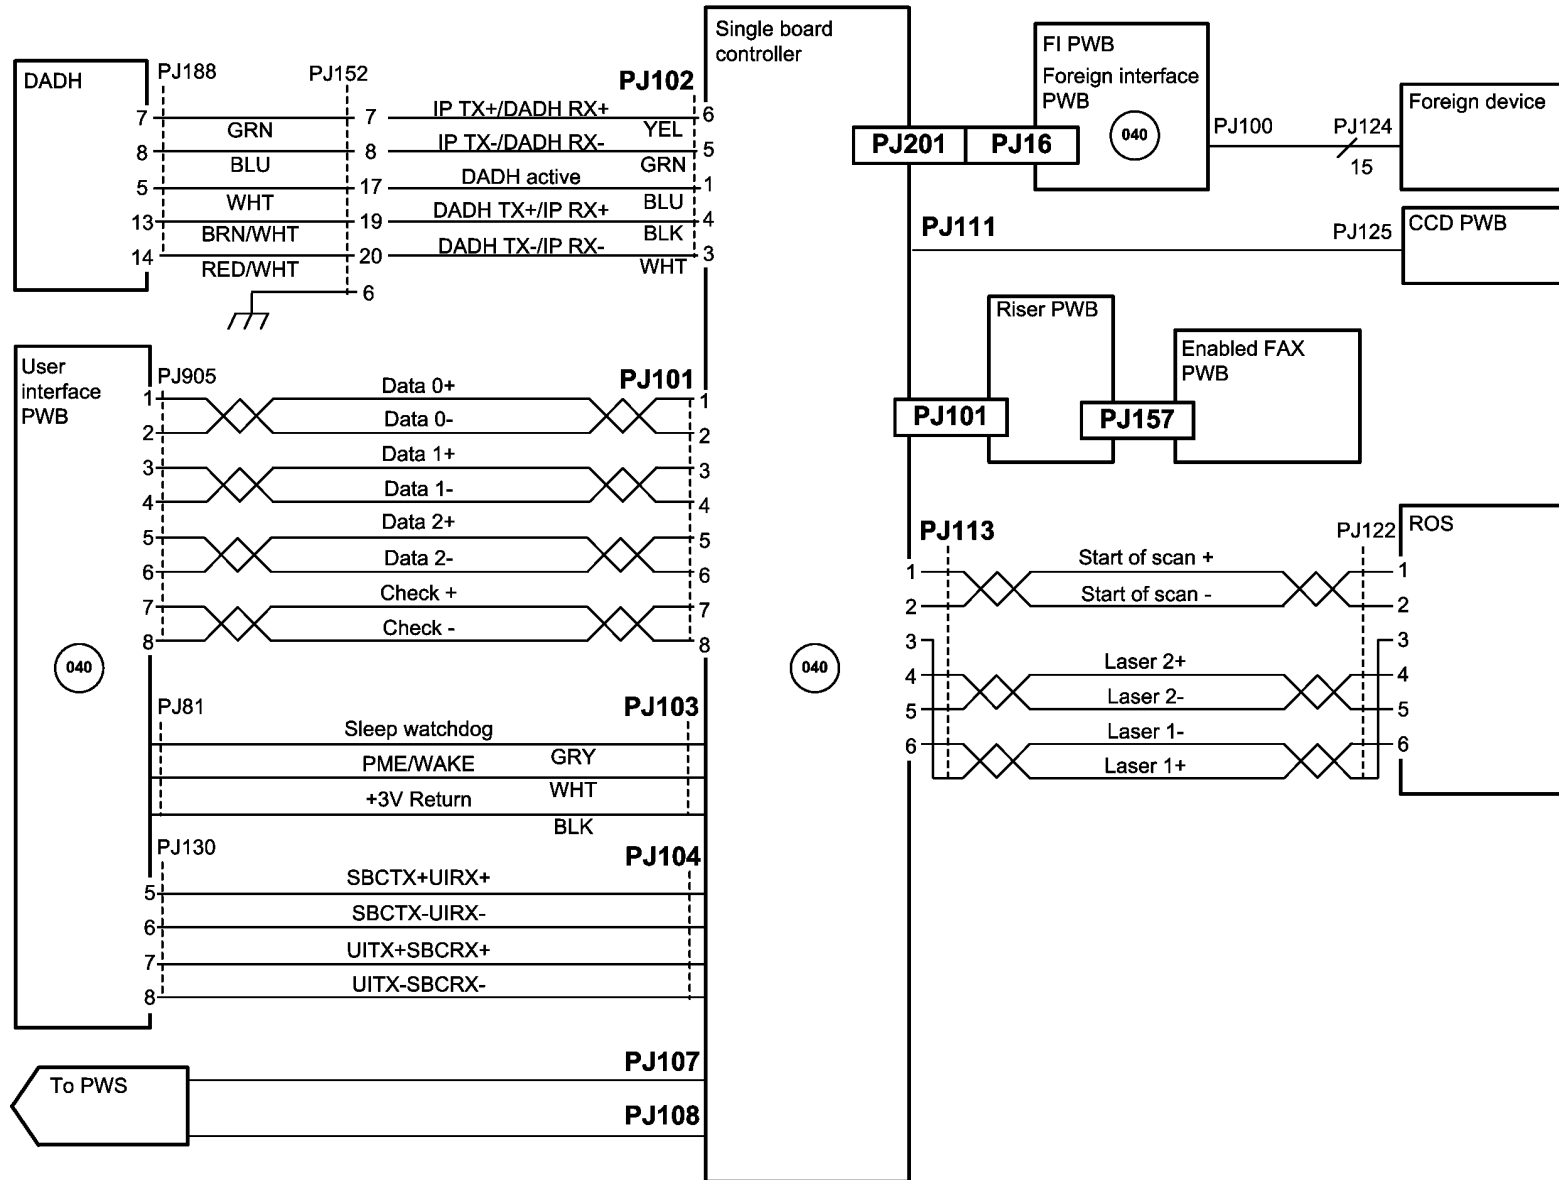 Single board
controller
DADH
PJ188
PJ152
PJ102
7
GRN
7
IP TX+/DADH RX+
YEL
6
8
BLU
8
IP TX-/DADH RX-
GRN
5
5
WHT
17
DADH active
BLU
1
13
BRN/WHT
19
DADH TX+/IP RX+
BLK
4
14
RED/WHT
20
DADH TX-/IP RX-
WHT
3
6
User
interface
PWB
040
PJ905
PJ101
1
Data 0+
1
2
Data 0-
2
3
Data 1+
3
4
Data 1-
4
5
Data 2+
5
6
Data 2-
6
7
Check +
7
8
Check -
8
PJ81
PJ103
Sleep watchdog
GRY
PME/WAKE
WHT
+3V Return
BLK
PJ130
PJ104
5
SBCTX+UIRX+
6
SBCTX-UIRX-
7
UITX+SBCRX+
8
UITX-SBCRX-
To PWS
PJ107
PJ108
040
FI PWB
Foreign interface
PWB
040
PJ201
PJ16
PJ100
PJ124
15
Foreign device
PJ111
PJ125
CCD PWB
Riser PWB
Enabled FAX
PWB
PJ101
PJ157
PJ113
PJ122
ROS
1
Start of scan +
1
2
Start of scan -
2
3
3
4
Laser 2+
4
5
Laser 2-
5
6
Laser 1-
6
Laser 1+